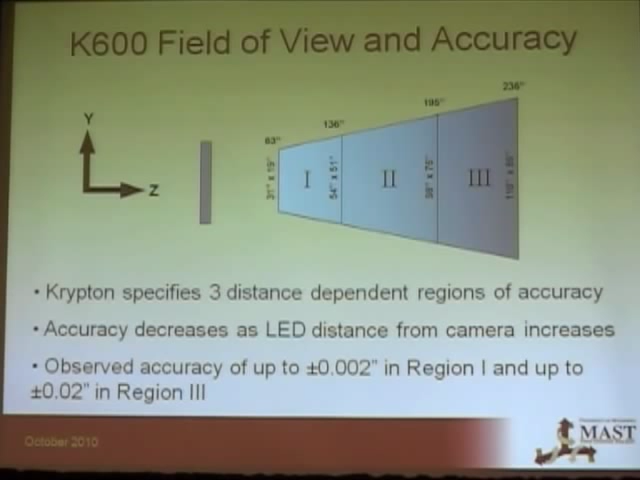 K600 Field of View and Accuracy
Y
Z
63"
136"
195"
236"
I
II
III
54" x 51"
• Krypton specifies 3 distance dependent regions of accuracy
• Accuracy decreases as LED distance from camera increases
• Observed accuracy of up to ±0.002" in Region I and up to
±0.02" in Region III
October 2010
MAST